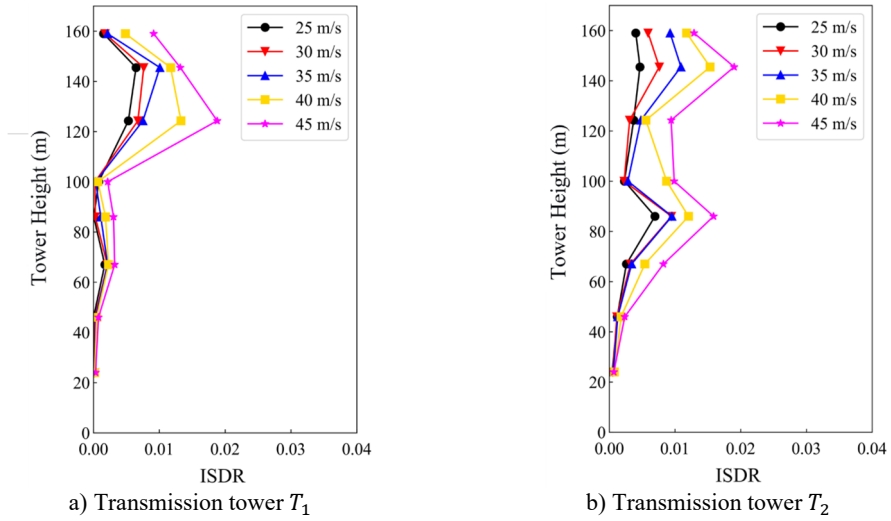 160
140
120
100
80
60
40
20
0
Tower Height (m)
25 m/s
30 m/s
35 m/s
40 m/s
45 m/s
0.00 0.01 0.02 0.03 0.04
ISDR
a) Transmission tower T₁
160
140
120
100
80
60
40
20
0
Tower Height (m)
25 m/s
30 m/s
35 m/s
40 m/s
45 m/s
0.00 0.01 0.02 0.03 0.04
ISDR
b) Transmission tower T₂